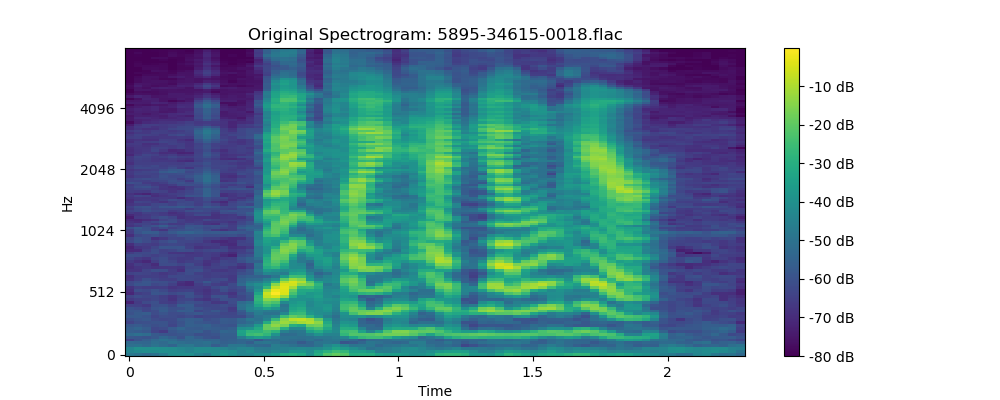 Original Spectrogram: 5895-34615-0018.flac
Hz
4096
2048
1024
512
0
0
0.5
1
1.5
2
Time
-10 dB
-20 dB
-30 dB
-40 dB
-50 dB
-60 dB
-70 dB
-80 dB